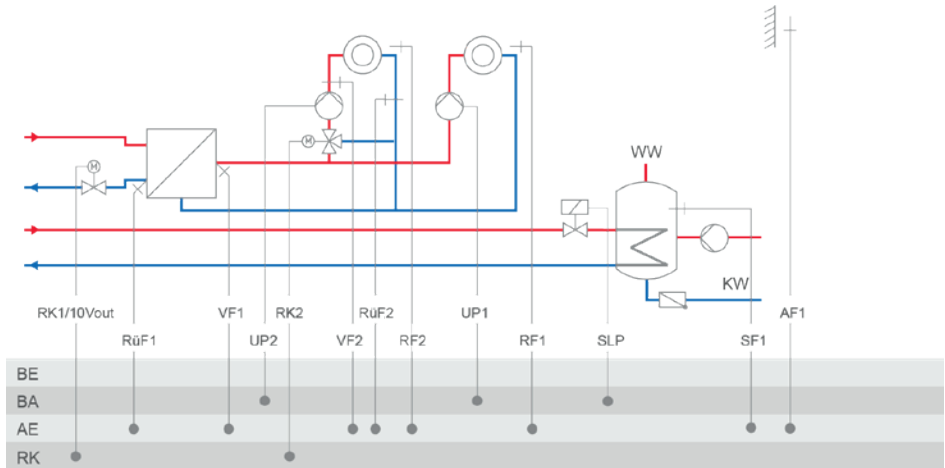 M
M
WW
KW
RK1/10Vout VF1 RK2 RüF2 UP1 AF1
RüF1 UP2 VF2 RF2 RF1 SLP SF1
BE
BA
AE
RK